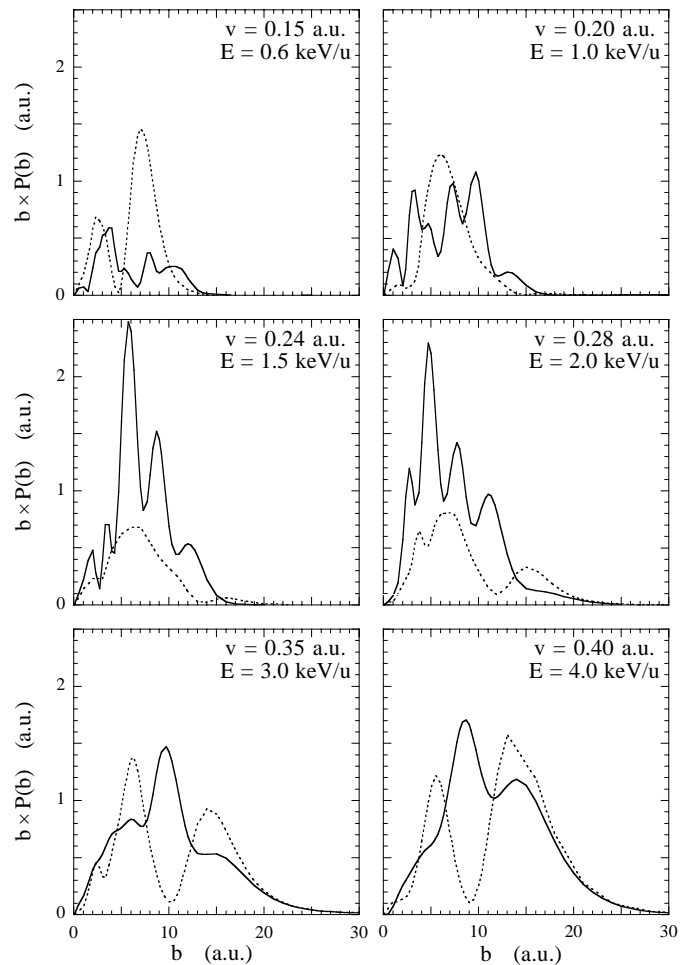 v = 0.15 a.u.
E = 0.6 keV/u
v = 0.20 a.u.
E = 1.0 keV/u
2
1
0
b × P(b) (a.u.)
v = 0.24 a.u.
E = 1.5 keV/u
v = 0.28 a.u.
E = 2.0 keV/u
2
1
0
b × P(b) (a.u.)
v = 0.35 a.u.
E = 3.0 keV/u
v = 0.40 a.u.
E = 4.0 keV/u
2
1
0
b × P(b) (a.u.)
0 10 20 30
0 10 20 30
b (a.u.)
b (a.u.)